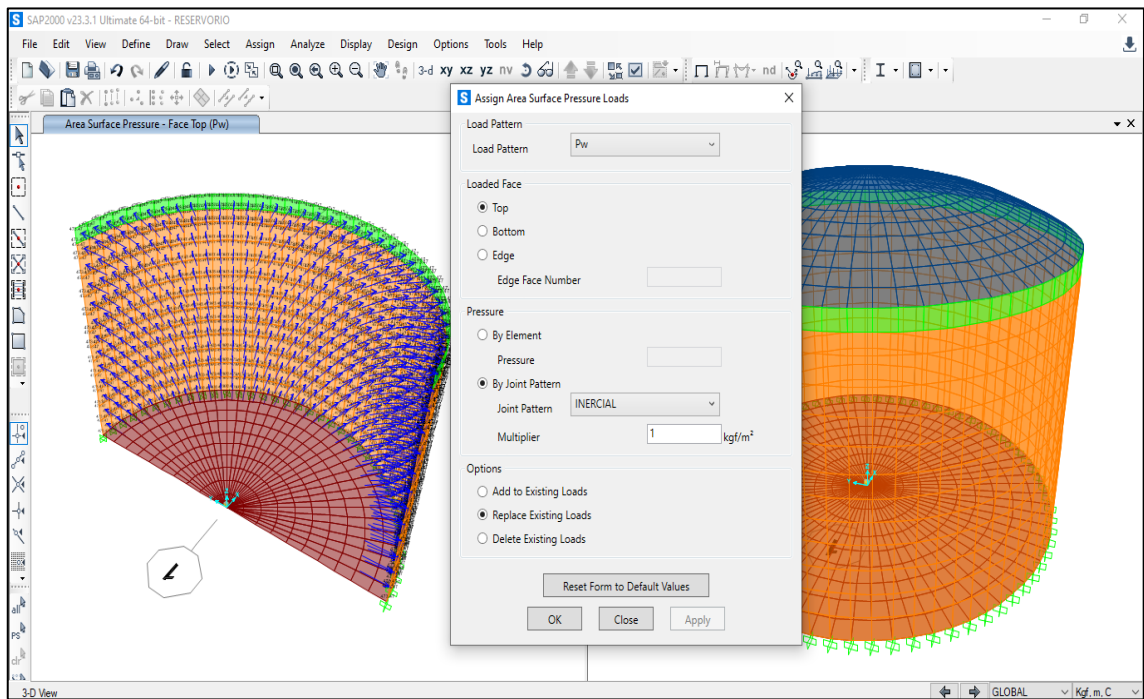 SAP2000 v23.3.1 Ultimate 64-bit - RESERVORIO
File Edit View Define Draw Select Assign Analyze Display Design Options Tools Help
3-d xy xz yz nv nd
Area Surface Pressure - Face Top (Pw)
X
Assign Area Surface Pressure Loads
Load Pattern
Load Pattern Pw
Loaded Face
Top
Bottom
Edge
Edge Face Number
Pressure
By Element
Pressure
By Joint Pattern
Joint Pattern INERCIAL
Multiplier 1 kgf/m²
Options
Add to Existing Loads
Replace Existing Loads
Delete Existing Loads
Reset Form to Default Values
OK Close Apply
all
PS
clr
3-D View GLOBAL Kgf, m, C